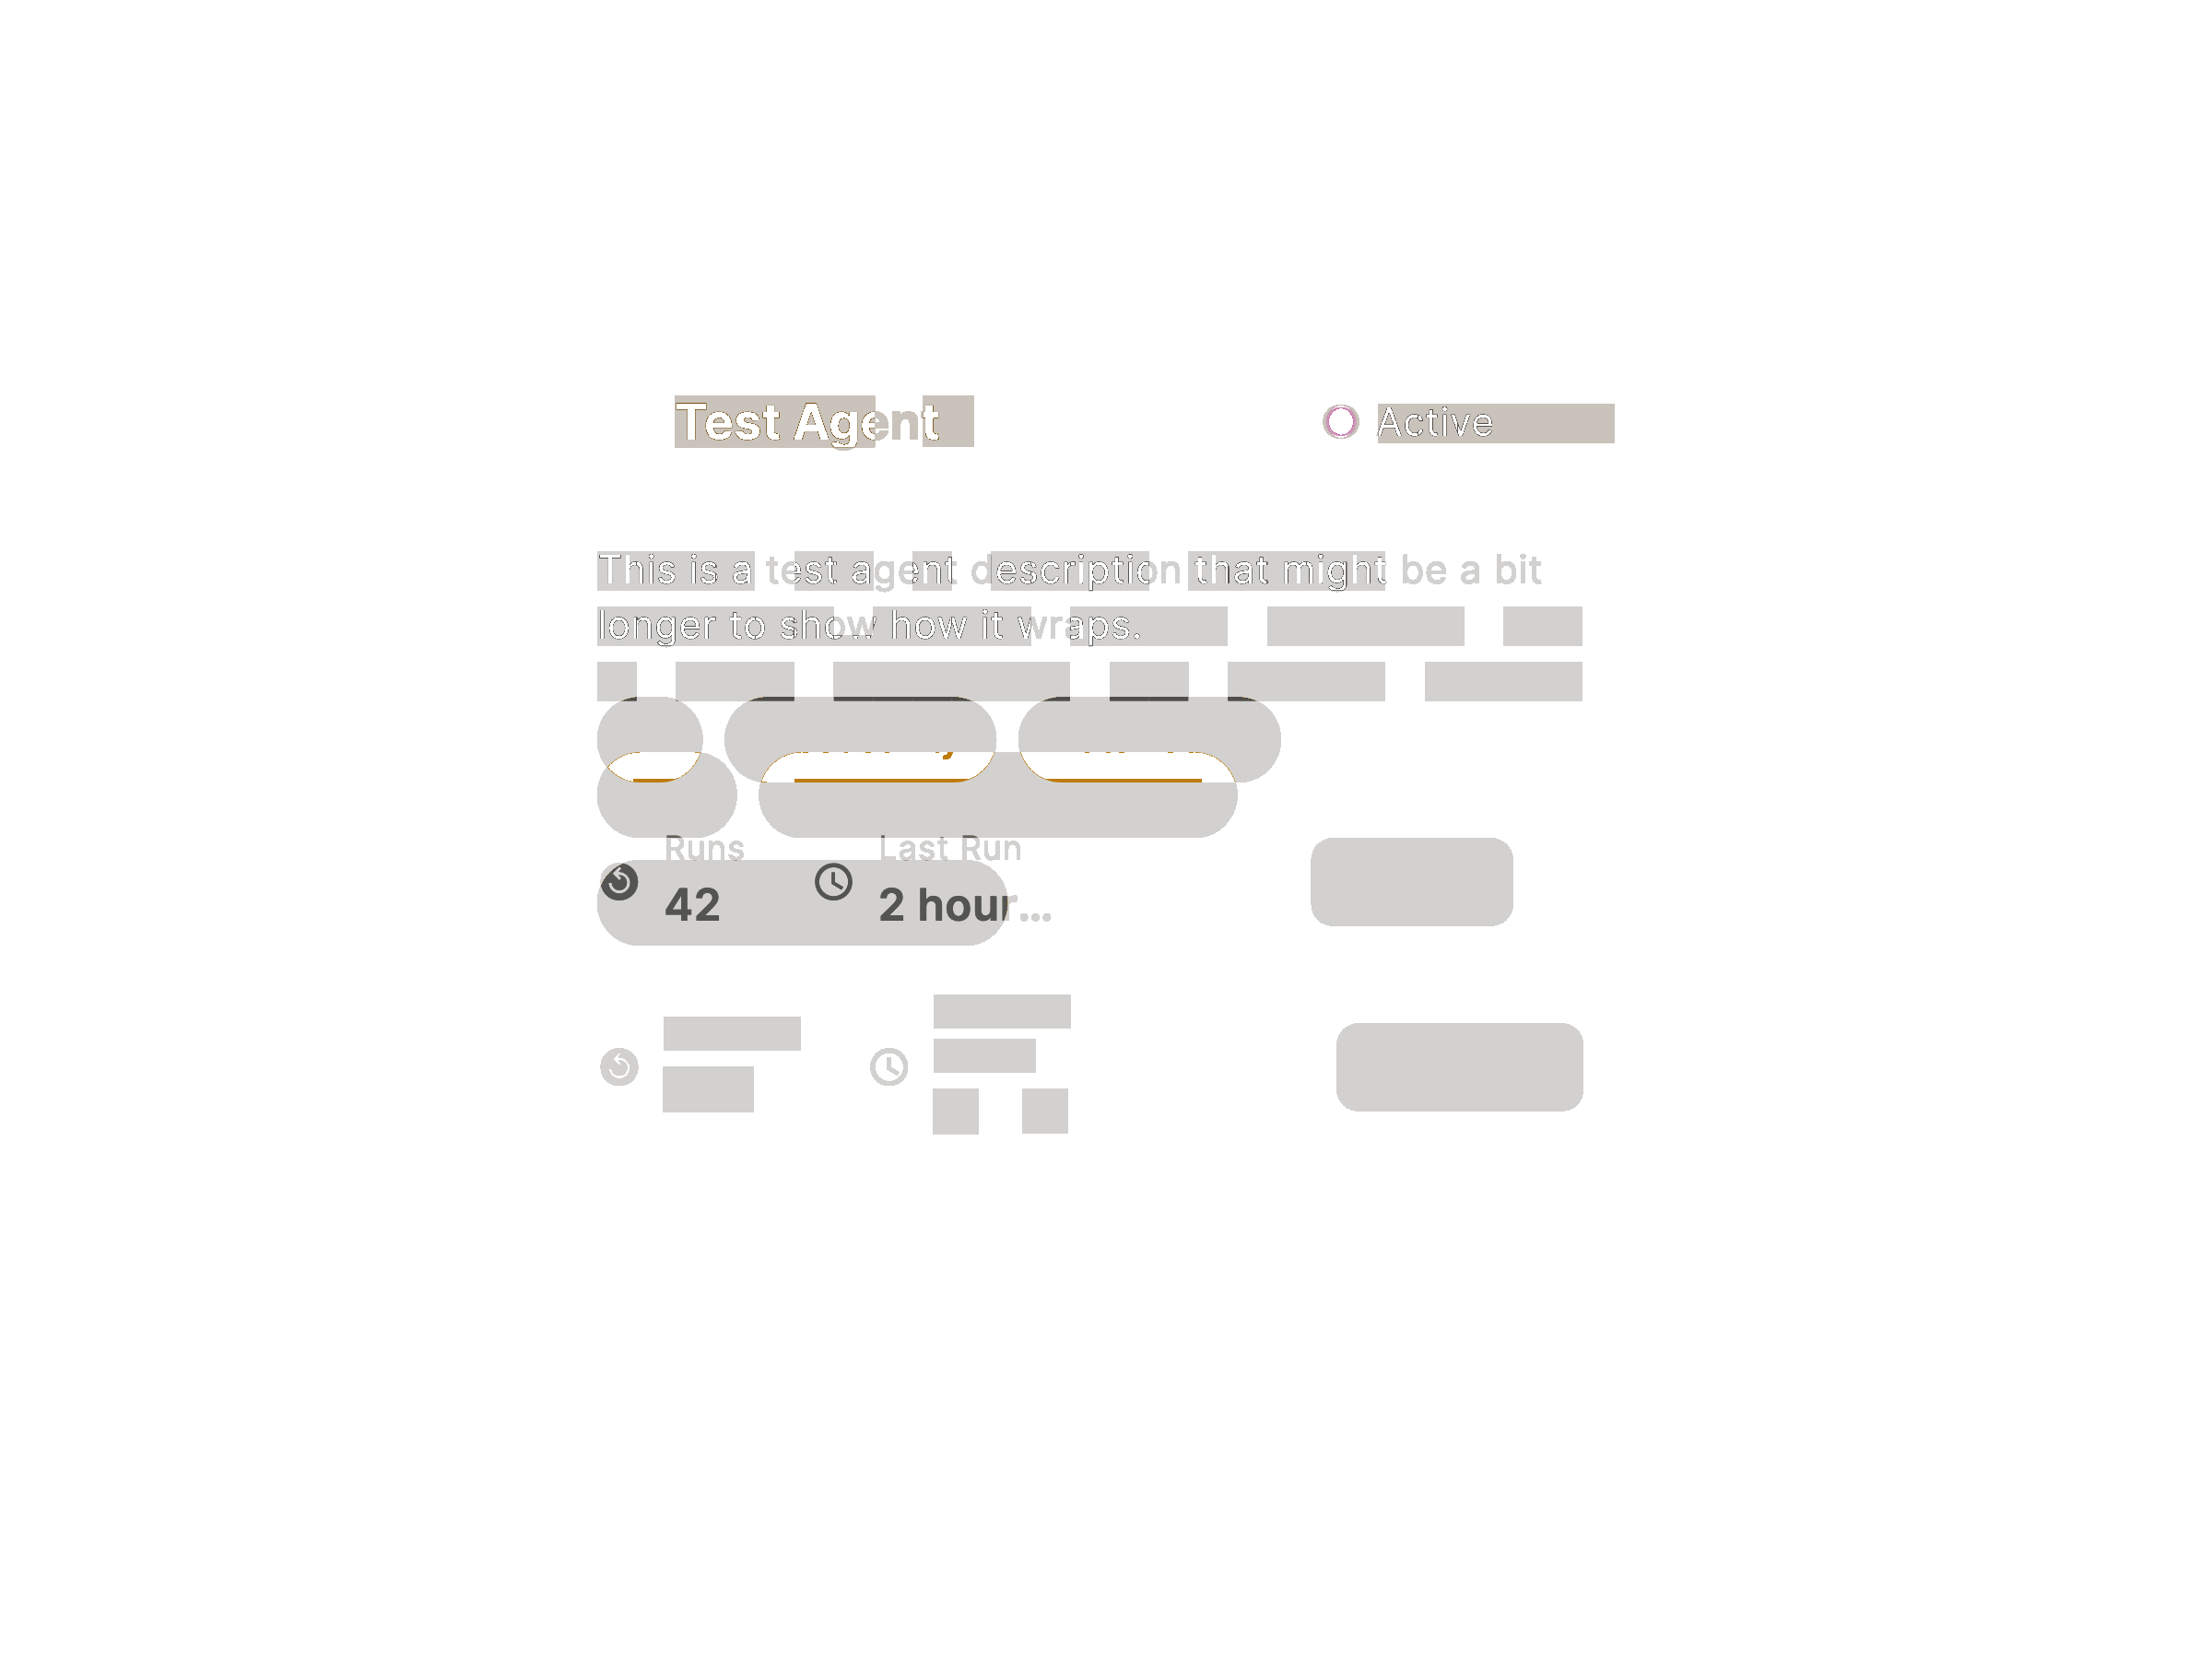 Test Agent
Active
This is a test agent description that might be a bit
longer to show how it wraps.
Runs
Last Run
42
2 hour...